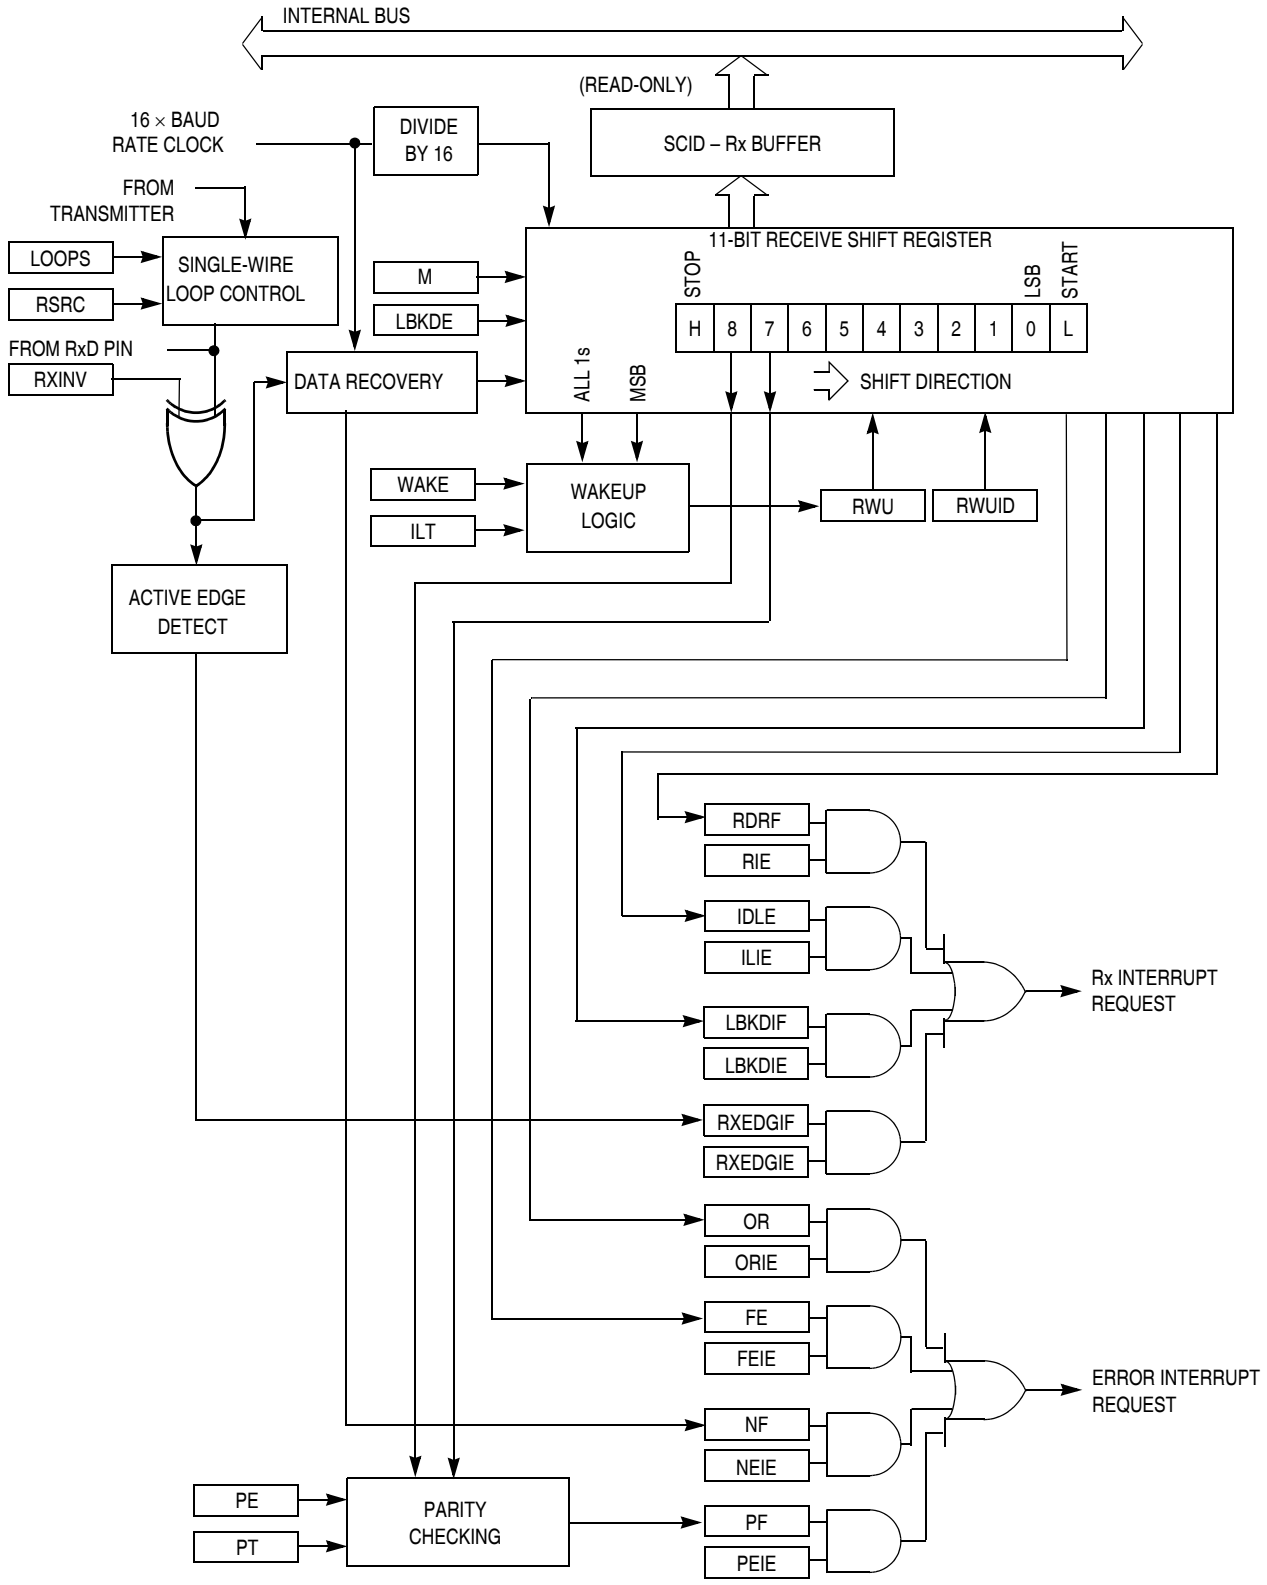 INTERNAL BUS
(READ-ONLY)
16 × BAUD
RATE CLOCK
DIVIDE
BY 16
SCID – Rx BUFFER
FROM
TRANSMITTER
LOOPS
RSRC
SINGLE-WIRE
LOOP CONTROL
11-BIT RECEIVE SHIFT REGISTER
STOP
LSB
START
M
LBKDE
H 8 7 6 5 4 3 2 1 0 L
FROM RxD PIN
RXINV
DATA RECOVERY
ALL 1s
MSB
SHIFT DIRECTION
WAKE
ILT
WAKEUP
LOGIC
RWU
RWUID
ACTIVE EDGE
DETECT
RDRF
RIE
IDLE
ILIE
Rx INTERRUPT
REQUEST
LBKDIF
LBKDIE
RXEDGIF
RXEDGIE
OR
ORIE
FE
FEIE
ERROR INTERRUPT
REQUEST
NF
NEIE
PE
PT
PARITY
CHECKING
PF
PEIE